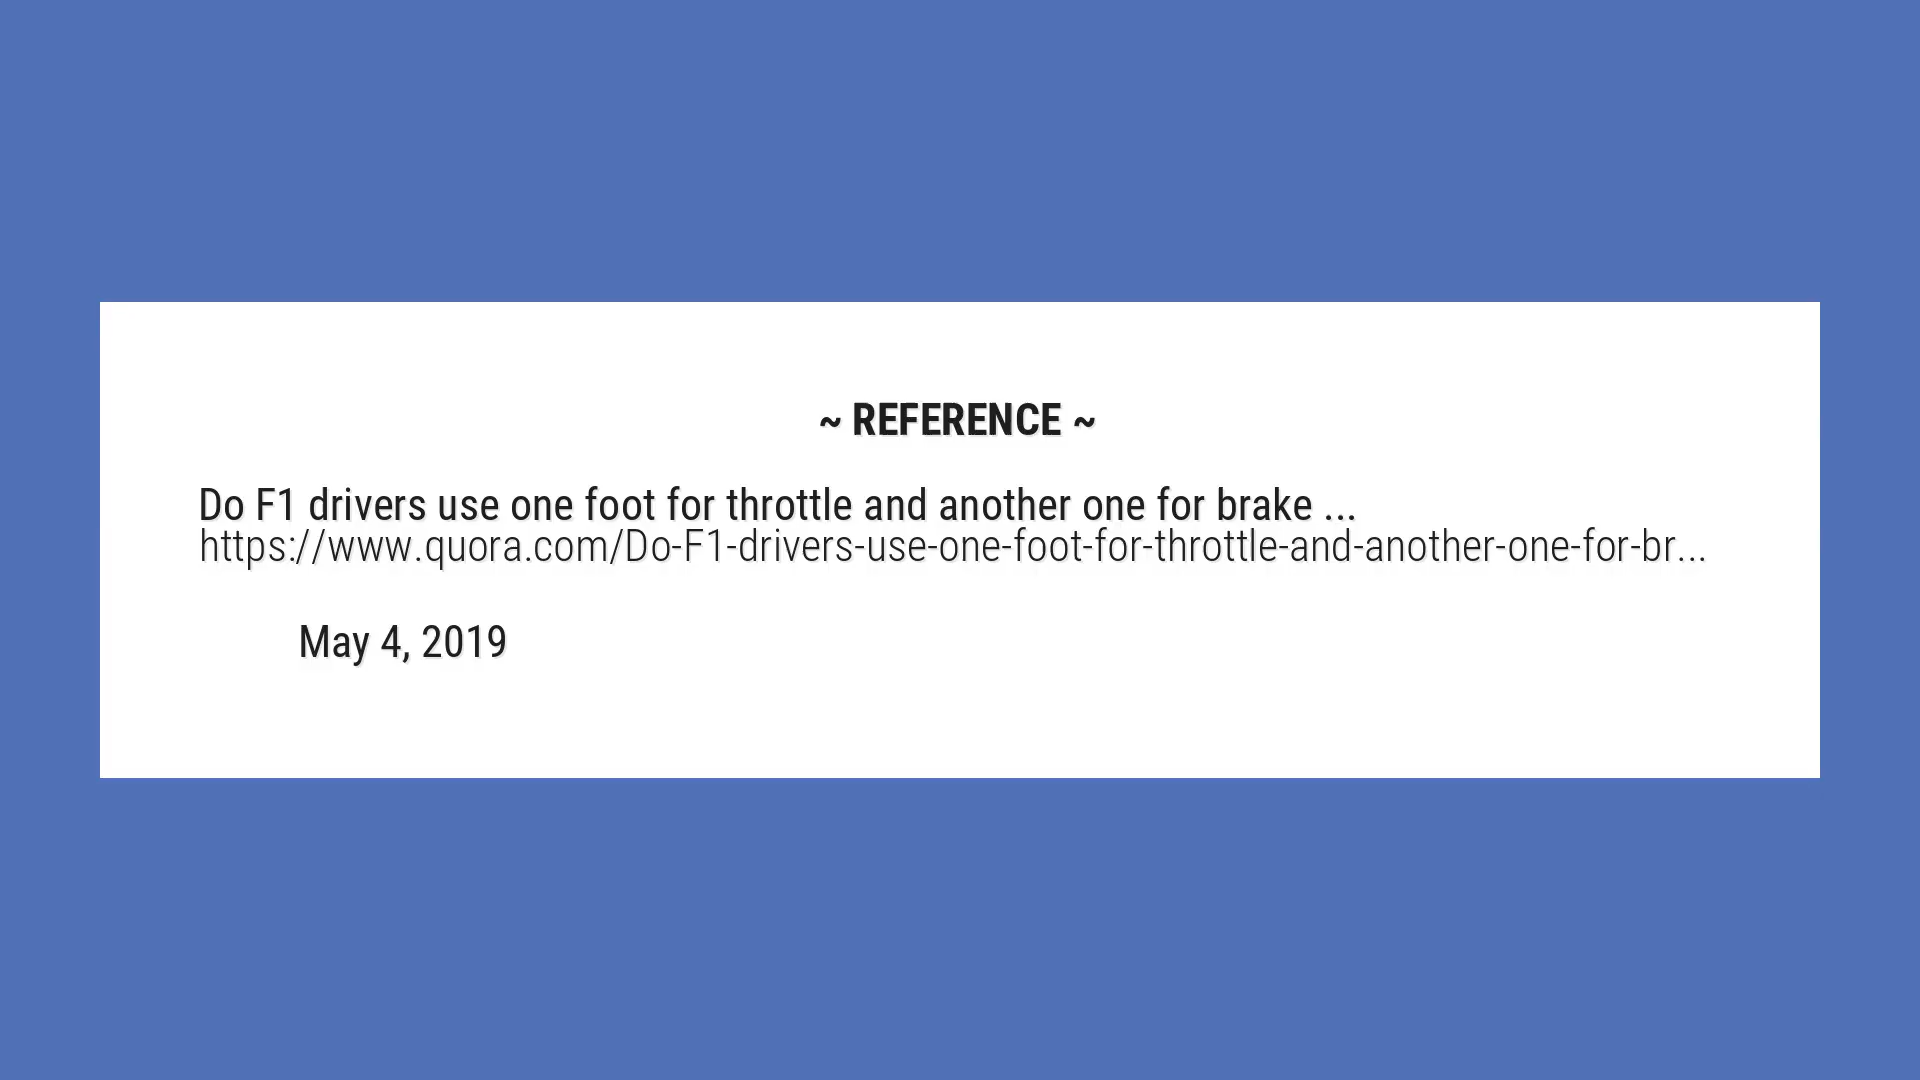 ~ REFERENCE ~
Do F1 drivers use one foot for throttle and another one for brake ...
https://www.quora.com/Do-F1-drivers-use-one-foot-for-throttle-and-another-one-for-br...
May 4, 2019